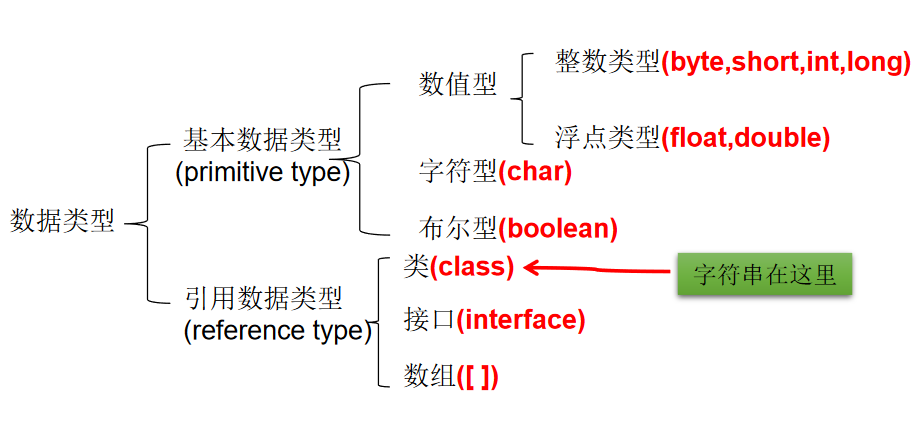 数据类型
基本数据类型
(primitive type)
数值型
整数类型(byte,short,int,long)
浮点类型(float,double)
字符型(char)
布尔型(boolean)
引用数据类型
(reference type)
类(class)
字符串在这里
接口(interface)
数组([ ])